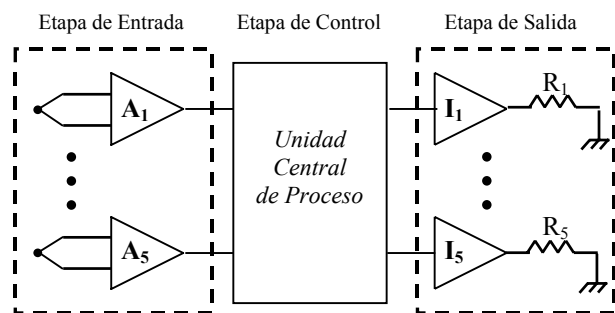 Etapa de Entrada
Etapa de Control
Etapa de Salida
A1
Unidad
Central
de Proceso
I1
R1
A5
I5
R5